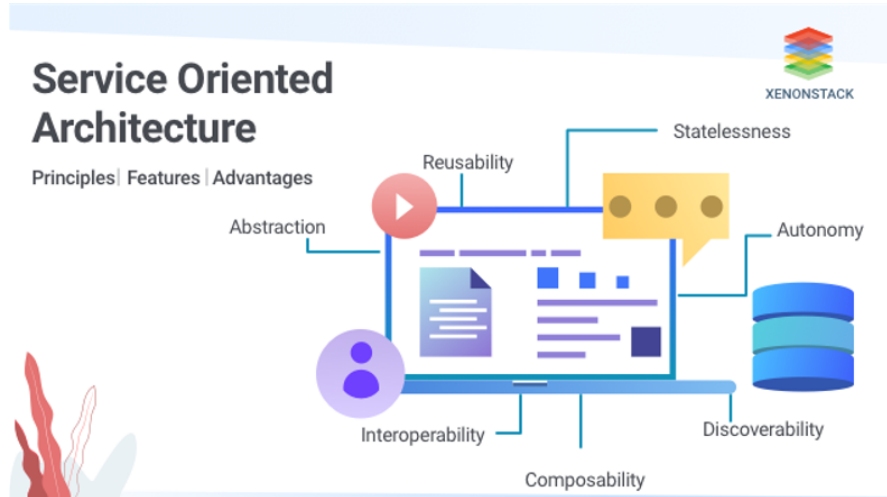 Service Oriented
Architecture
Principles| Features | Advantages
XENONSTACK
Statelessness
Reusability
Abstraction
Autonomy
Interoperability
Discoverability
Composability